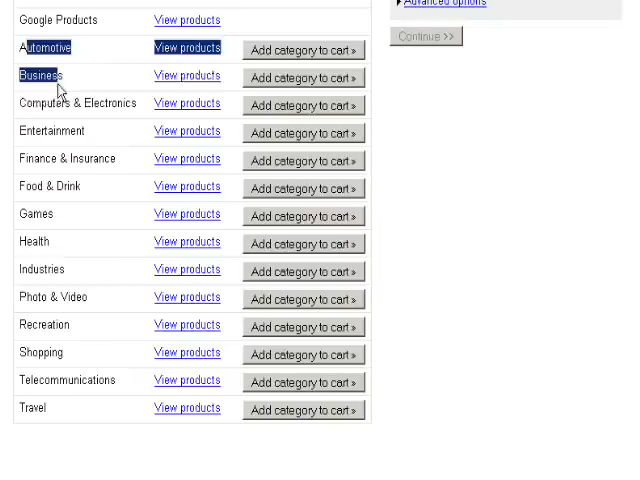 Advanced options
Google Products View products
Automotive View products Add category to cart »
Continue >>
Business View products Add category to cart »
Computers & Electronics View products Add category to cart »
Entertainment View products Add category to cart »
Finance & Insurance View products Add category to cart »
Food & Drink View products Add category to cart »
Games View products Add category to cart »
Health View products Add category to cart »
Industries View products Add category to cart »
Photo & Video View products Add category to cart »
Recreation View products Add category to cart »
Shopping View products Add category to cart »
Telecommunications View products Add category to cart »
Travel View products Add category to cart »